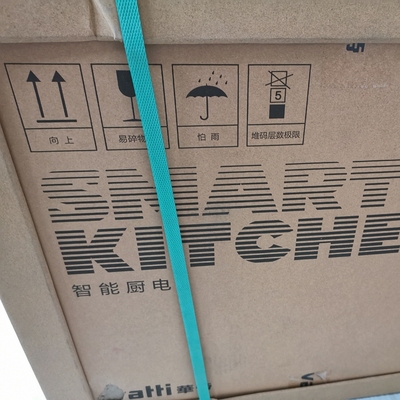 5
向上
易碎物
怕雨
堆码层数极限
SMART
KITCHE
智能厨电
atti